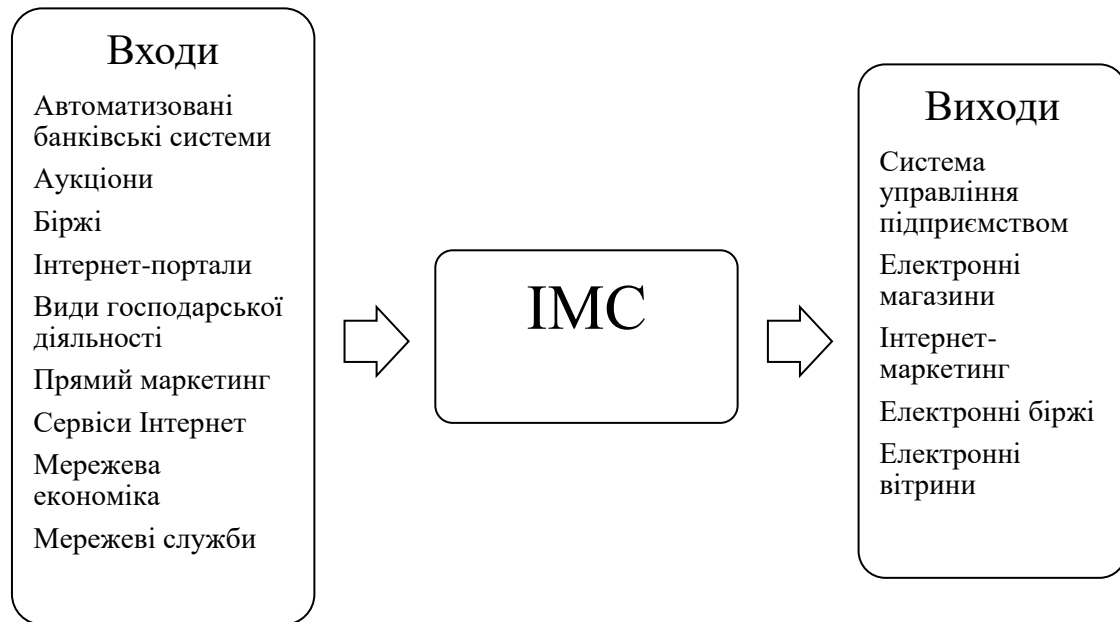 Входи
Автоматизовані
банківські системи
Аукціони
Біржі
Інтернет-портали
Види господарської
діяльності
Прямий маркетинг
Сервіси Інтернет
Мережева
економіка
Мережеві служби
ІМС
Виходи
Система
управління
підприємством
Електронні
магазини
Інтернет-
маркетинг
Електронні біржі
Електронні
вітрини